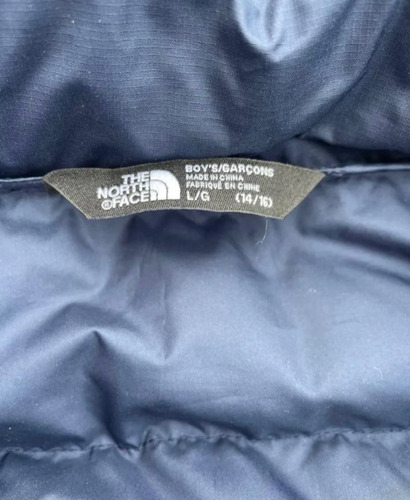 THE
NORTH
®FACE
BOY'S/GARÇONS
MADE IN CHINA
FABRIQUÉ EN CHINE
L/G (14/16)